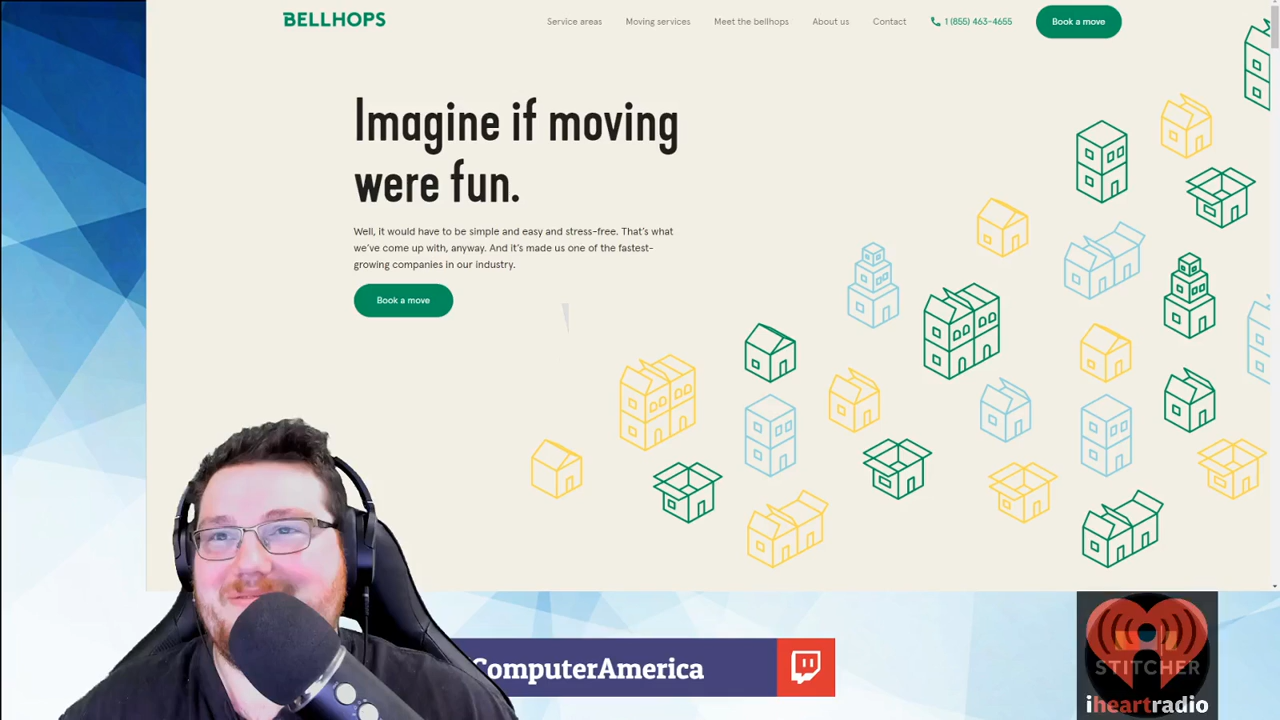 BELLHOPS
Service areas
Moving services
Meet the bellhops
About us
Contact
1 (855) 463-4655
Book a move
Imagine if moving
were fun.
Well, it would have to be simple and easy and stress-free. That's what
we've come up with, anyway. And it's made us one of the fastest-
growing companies in our industry.
Book a move
ComputerAmerica
STITCHER
iheartradio